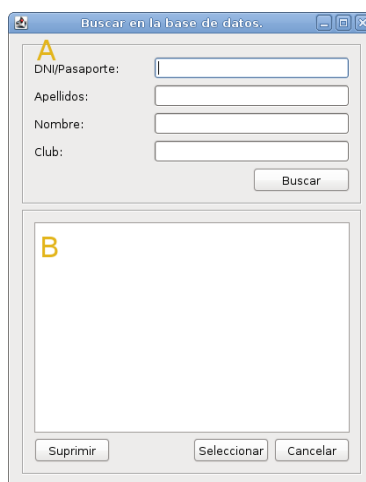 Buscar en la base de datos.
A
DNI/Pasaporte:
Apellidos:
Nombre:
Club:
Buscar
B
Suprimir Seleccionar Cancelar